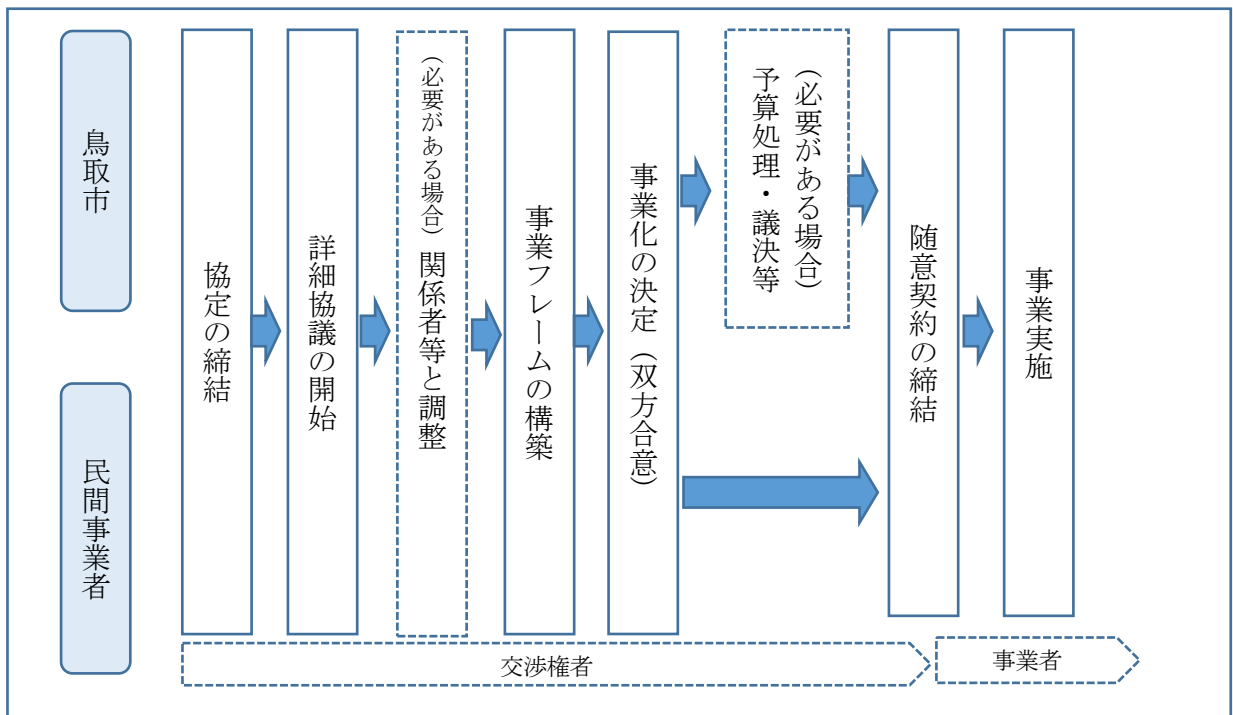 鳥取市
民間事業者
協定の締結
詳細協議の開始
（必要がある場合）関係者等と調整
事業フレームの構築
事業化の決定（双方合意）
（必要がある場合）
予算処理・議決等
随意契約の締結
事業実施
交渉権者
事業者